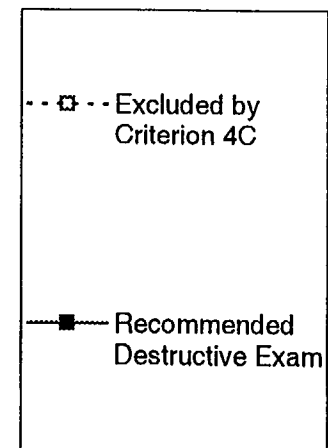 Excluded by
Criterion 4C
Recommended
Destructive Exam